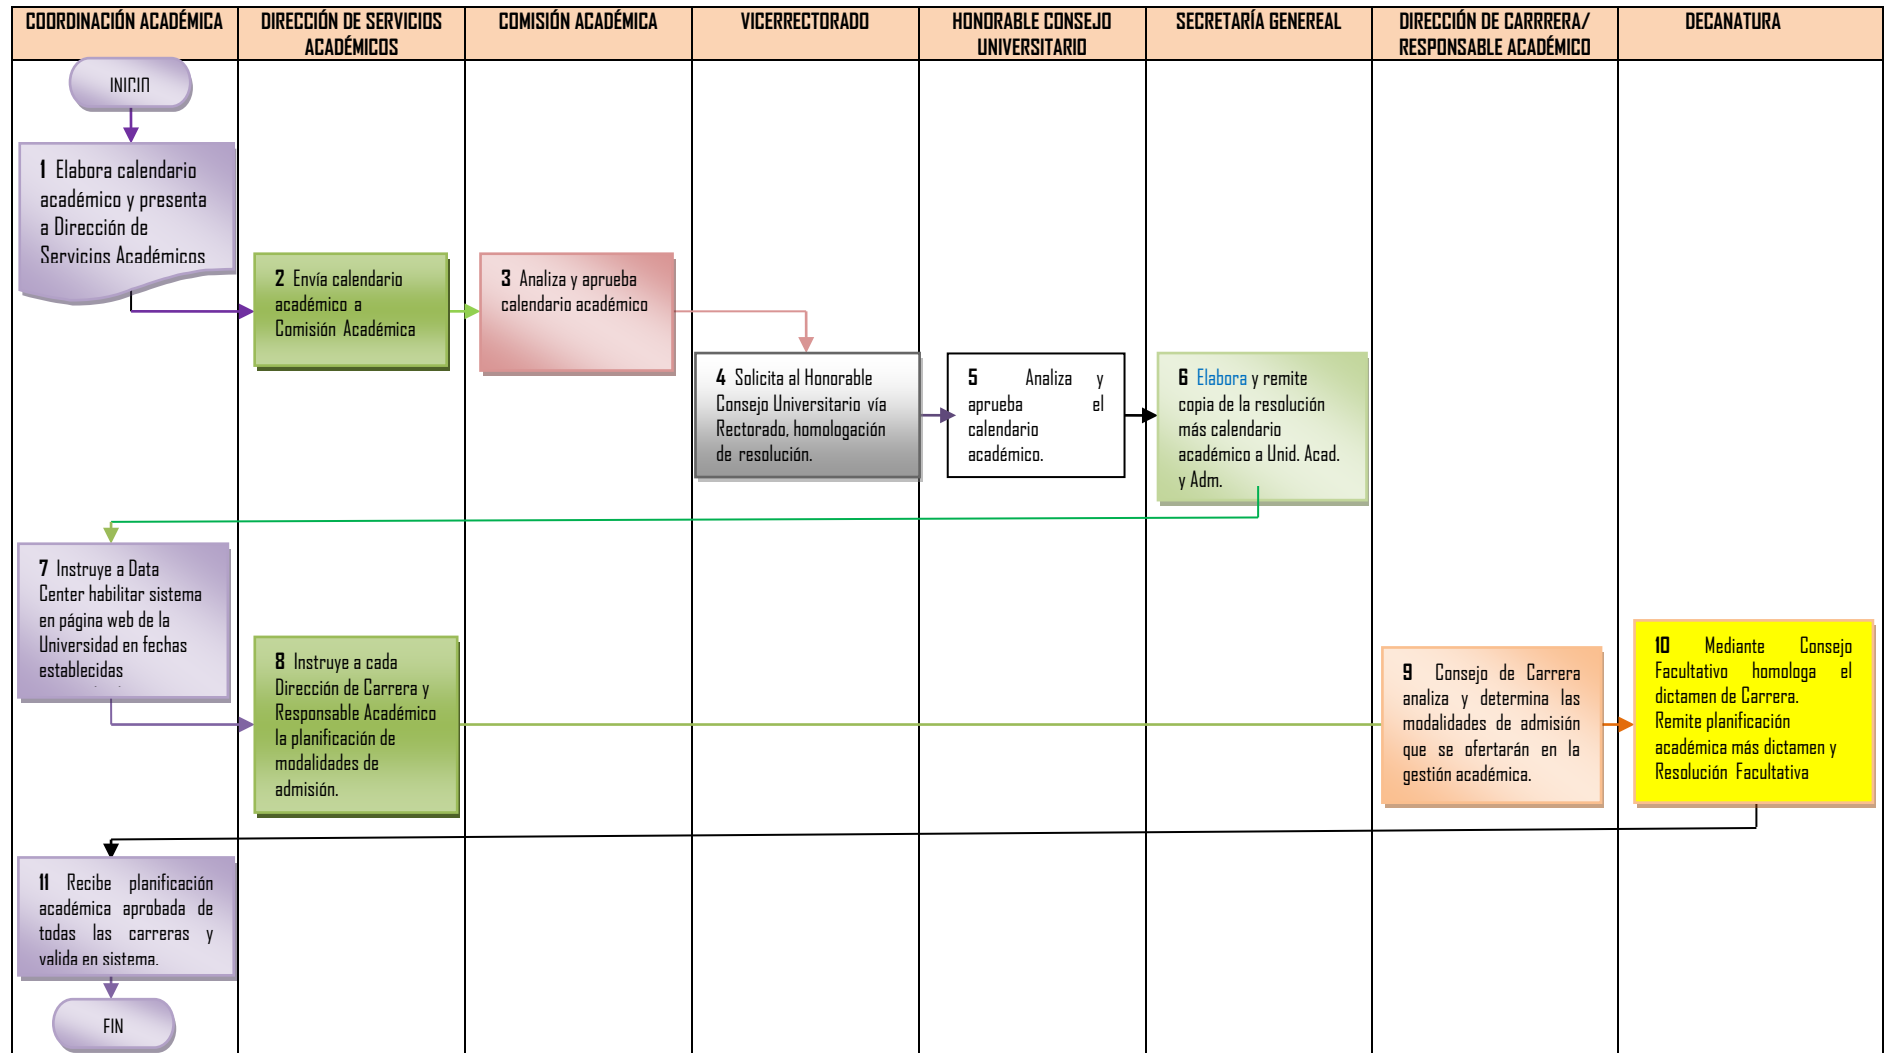 COORDINACIÓN ACADÉMICA
DIRECCIÓN DE SERVICIOS
ACADÉMICOS
COMISIÓN ACADÉMICA
VICERRECTORADO
HONORABLE CONSEJO
UNIVERSITARIO
SECRETARÍA GENEREAL
DIRECCIÓN DE CARRRERA/
RESPONSABLE ACADÉMICO
DECANATURA
INICIO
1 Elabora calendario
académico y presenta
a Dirección de
Servicios Académicos
2 Envía calendario
académico a
Comisión Académica
3 Analiza y aprueba
calendario académico
4 Solicita al Honorable
Consejo Universitario vía
Rectorado, homologación
de resolución.
5 Analiza y
aprueba el
calendario
académico.
6 Elabora y remite
copia de la resolución
más calendario
académico a Unid. Acad.
y Adm.
7 Instruye a Data
Center habilitar sistema
en página web de la
Universidad en fechas
establecidas
8 Instruye a cada
Dirección de Carrera y
Responsable Académico
la planificación de
modalidades de
admisión.
9 Consejo de Carrera
analiza y determina las
modalidades de admisión
que se ofertarán en la
gestión académica.
10 Mediante Consejo
Facultativo homologa el
dictamen de Carrera.
Remite planificación
académica más dictamen y
Resolución Facultativa
11 Recibe planificación
académica aprobada de
todas las carreras y
valida en sistema.
FIN